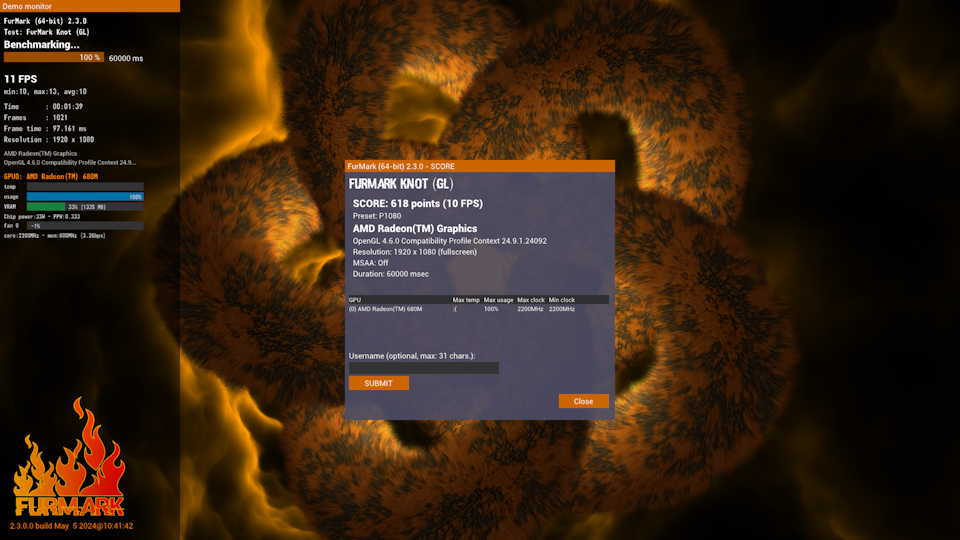 Demo monitor
FurMark (64-bit) 2.3.0
Test: FurMark Knot (GL)
Benchmarking...
100 % 60000 ms
11 FPS
min:10, max:13, avg:10
Time : 00:01:39
Frames : 1021
Frame time : 97.161 ms
Resolution : 1920 x 1080
AMD Radeon(TM) Graphics
OpenGL 4.6.0 Compatibility Profile Context 24.9...
GPU0: AMD Radeon(TM) 680M
temp
usage 100%
VRAM 33% (1335 MB)
Chip power:33W - PPW:0.333
fan 0 -1%
core:2200MHz - mem:800MHz (3.2Gbps)
FurMark (64-bit) 2.3.0 - SCORE
FURMARK KNOT (GL)
SCORE: 618 points (10 FPS)
Preset: P1080
AMD Radeon(TM) Graphics
OpenGL 4.6.0 Compatibility Profile Context 24.9.1.24092
Resolution: 1920 x 1080 (fullscreen)
MSAA: Off
Duration: 60000 msec
GPU Max temp Max usage Max clock Min clock
(0) AMD Radeon(TM) 680M :( 100% 2200MHz 2200MHz
Username (optional, max: 31 chars.):
SUBMIT
Close
FURMARK
2.3.0.0 build May 5 2024@10:41:42